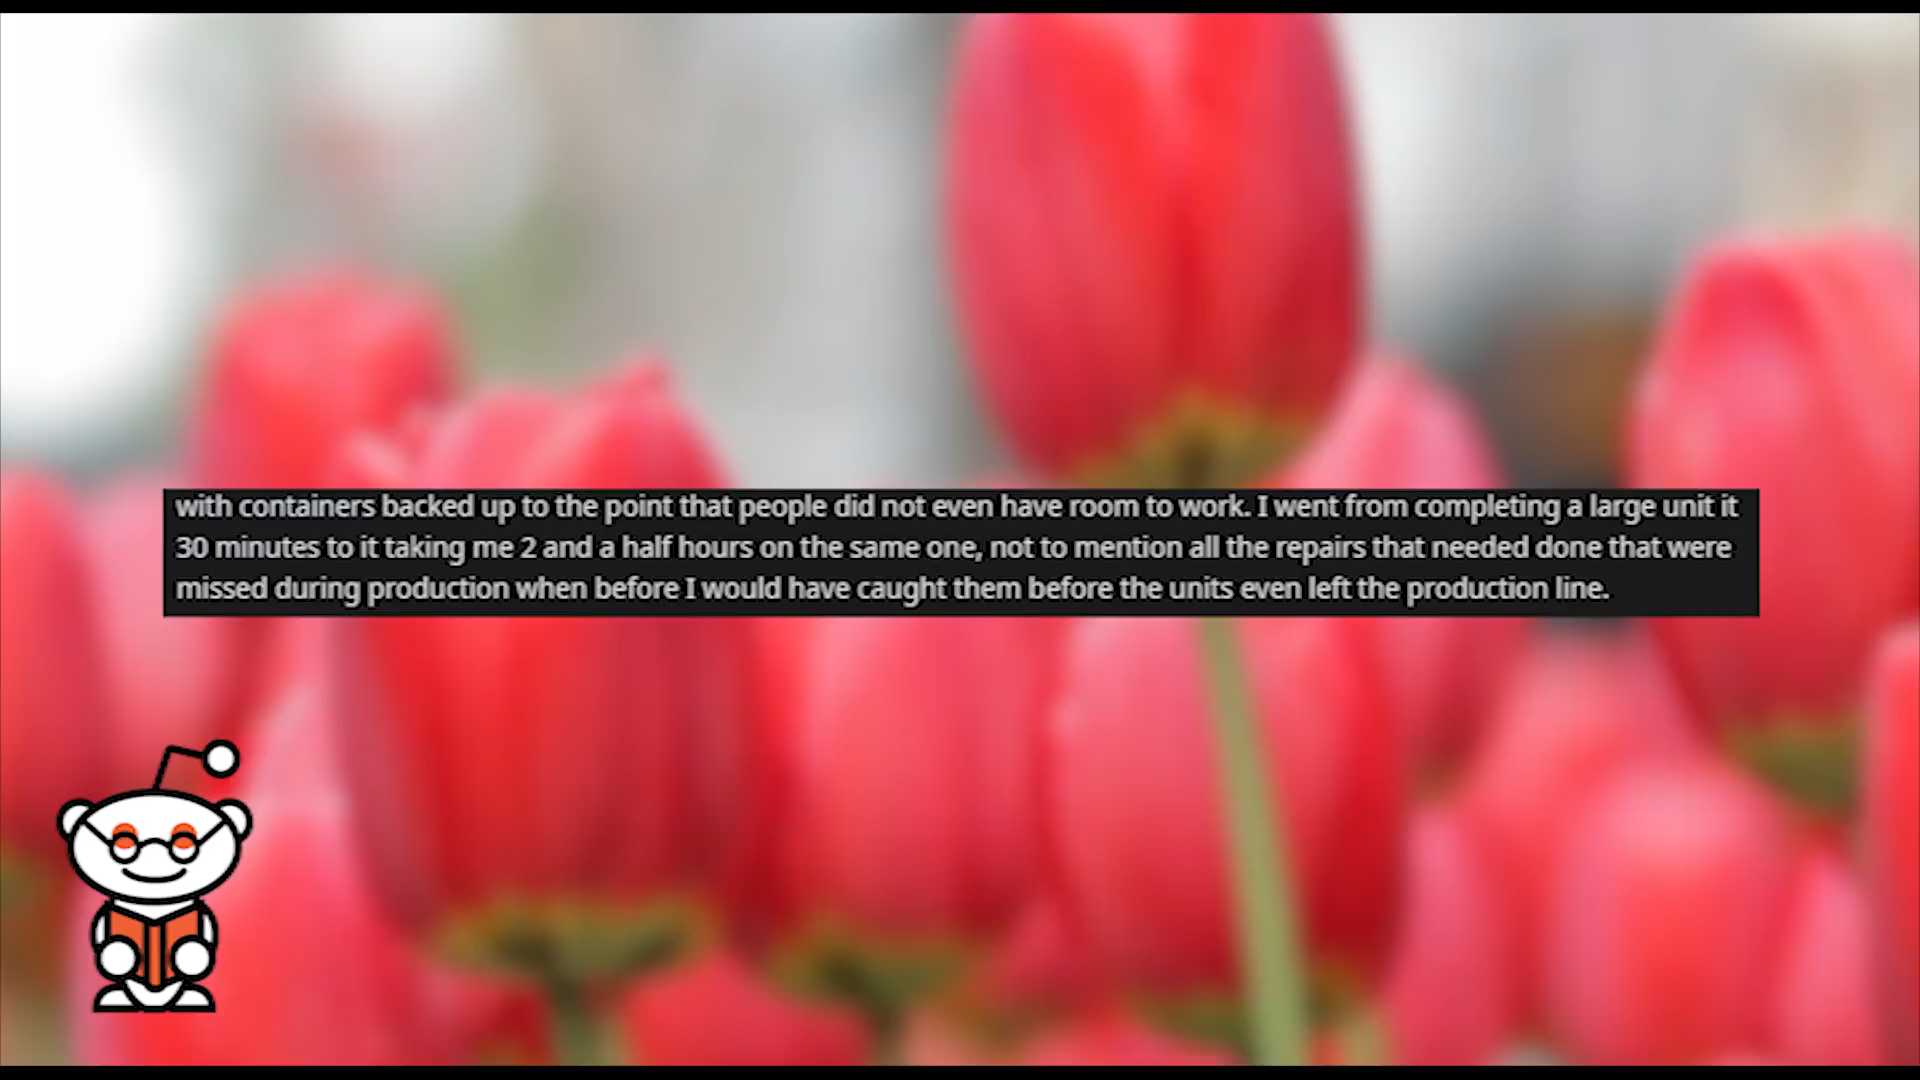 with containers backed up to the point that people did not even have room to work. I went from completing a large unit it
30 minutes to it taking me 2 and a half hours on the same one, not to mention all the repairs that needed done that were
missed during production when before I would have caught them before the units even left the production line.